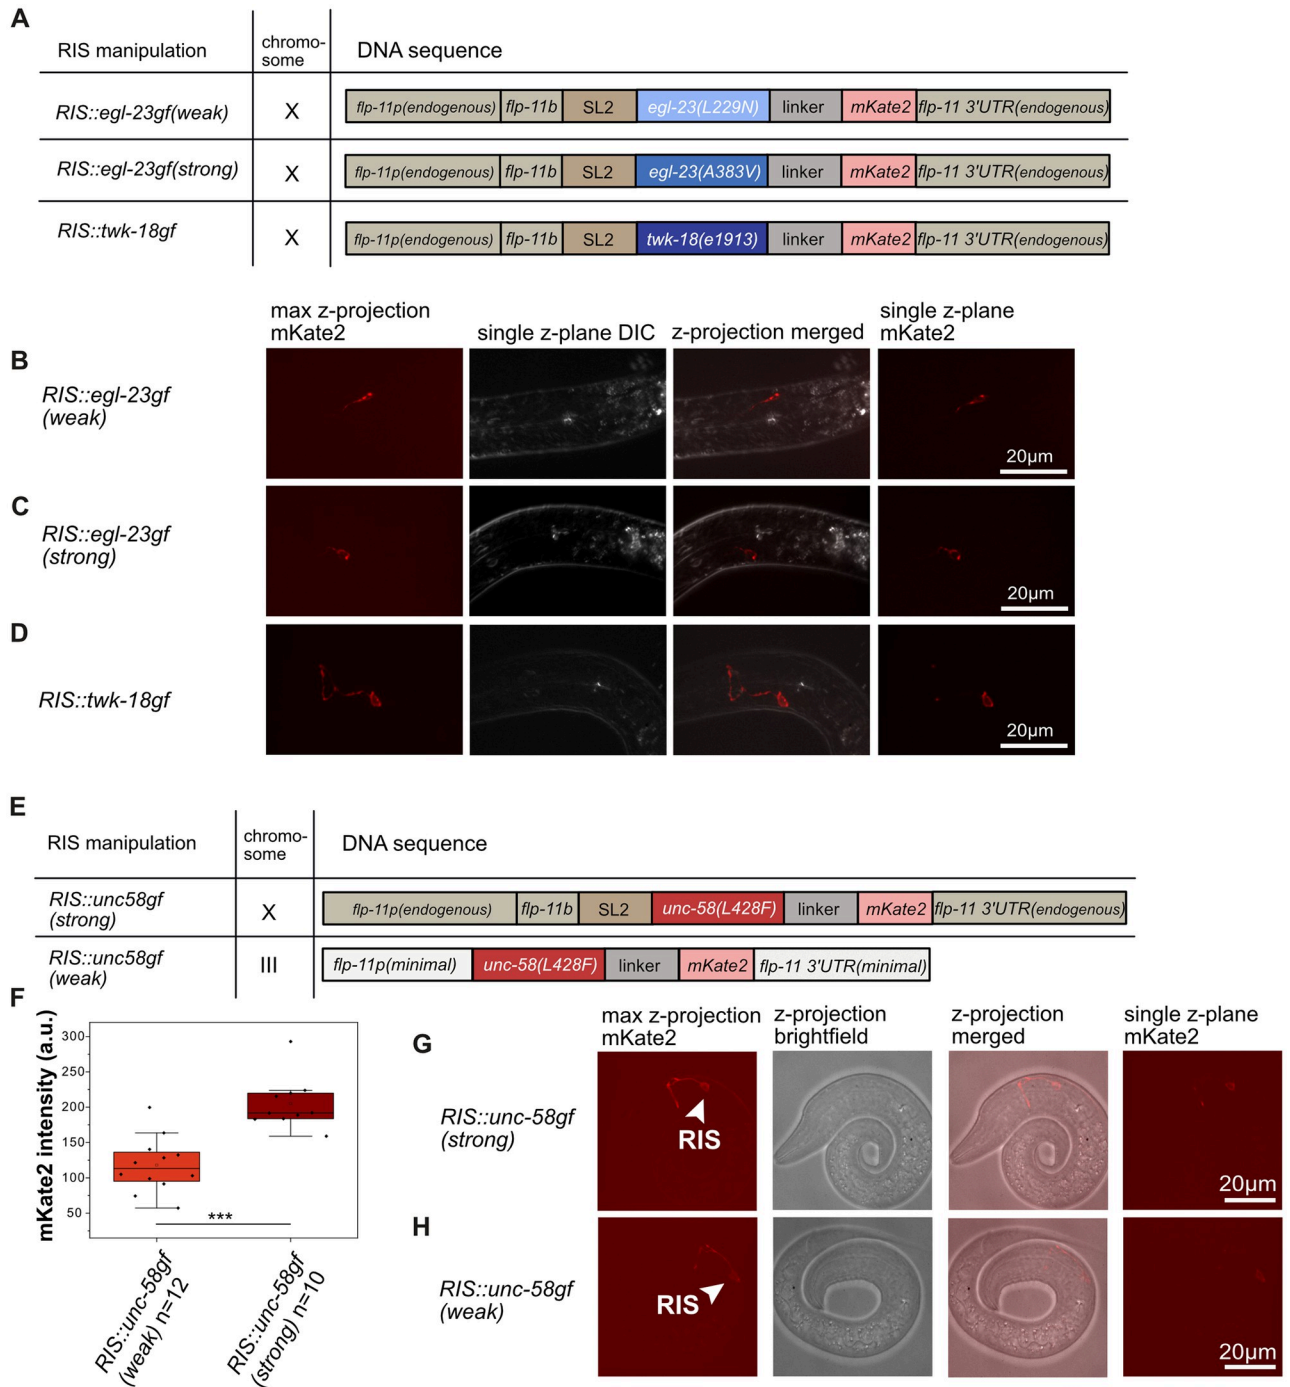 A
RIS manipulation
chromo-
some
DNA sequence
RIS::egl-23gf(weak)
X
flp-11p(endogenous) flp-11b SL2 egl-23(L229N) linker mKate2 flp-11 3'UTR(endogenous)
RIS::egl-23gf(strong)
X
flp-11p(endogenous) flp-11b SL2 egl-23(A383V) linker mKate2 flp-11 3'UTR(endogenous)
RIS::twk-18gf
X
flp-11p(endogenous) flp-11b SL2 twk-18(e1913) linker mKate2 flp-11 3'UTR(endogenous)
max z-projection
mKate2
single z-plane DIC
z-projection merged
single z-plane
mKate2
B
RIS::egl-23gf
(weak)
20µm
C
RIS::egl-23gf
(strong)
20µm
D
RIS::twk-18gf
20µm
E
RIS manipulation
chromo-
some
DNA sequence
RIS::unc58gf
(strong)
X
flp-11p(endogenous) flp-11b SL2 unc-58(L428F) linker mKate2 flp-11 3'UTR(endogenous)
RIS::unc58gf
(weak)
III
flp-11p(minimal) unc-58(L428F) linker mKate2 flp-11 3'UTR(minimal)
F
mKate2 intensity (a.u.)
300
250
200
150
100
50
***
RIS::unc-58gf
(weak) n=12
RIS::unc-58gf
(strong) n=10
max z-projection
mKate2
z-projection
brightfield
z-projection
merged
single z-plane
mKate2
G
RIS::unc-58gf
(strong)
RIS
20µm
H
RIS::unc-58gf
(weak)
RIS
20µm